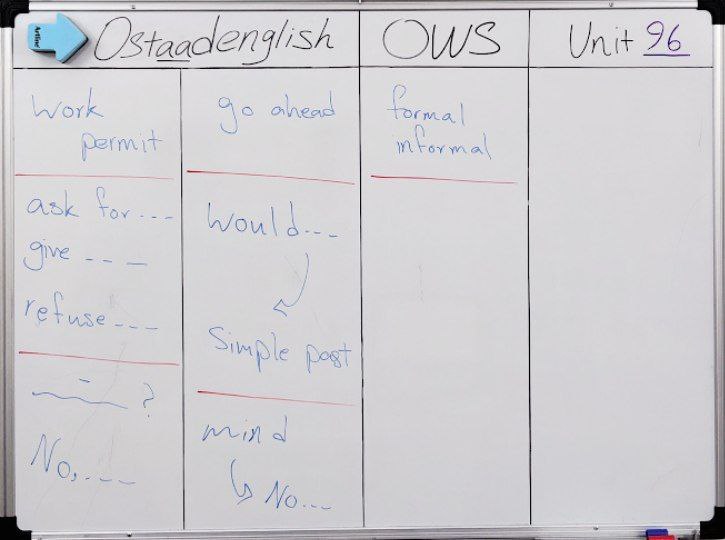 Artline
Ostaadenglish
OWS
Unit 96
Work
permit
ask for ---
give ---
refuse ---
?
No, ---
go ahead
Would---
Simple past
mind
No---
formal
informal